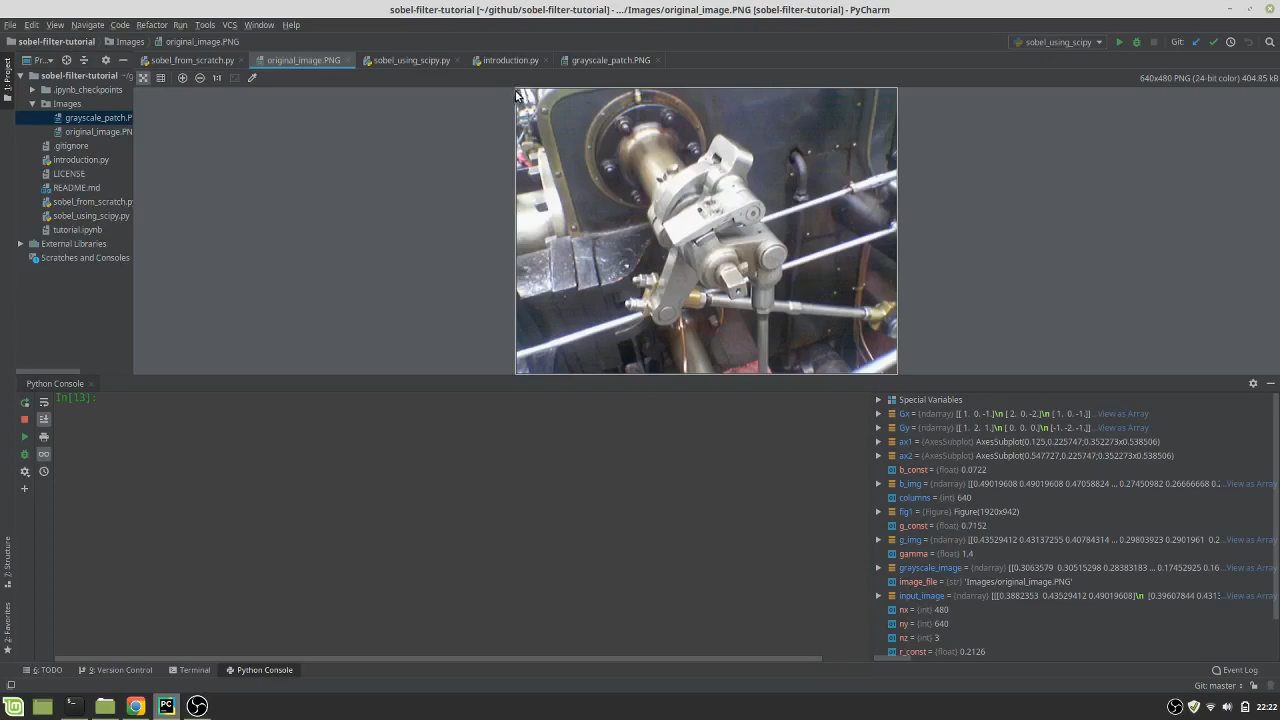 sobel-filter-tutorial [~/github/sobel-filter-tutorial] - .../Images/original_image.PNG [sobel-filter-tutorial] - PyCharm
File Edit View Navigate Code Refactor Run Tools VCS Window Help
sobel-filter-tutorial Images original_image.PNG sobel_using_scipy Git:
1: Project Pr... sobel_from_scratch.py original_image.PNG sobel_using_scipy.py introduction.py grayscale_patch.PNG
1:1 640x480 PNG (24-bit color) 404.85 kB
sobel-filter-tutorial ~/g
.ipynb_checkpoints
Images
grayscale_patch.P
original_image.PN
.gitignore
introduction.py
LICENSE
README.md
sobel_from_scratch.py
sobel_using_scipy.py
tutorial.ipynb
External Libraries
Scratches and Consoles
Python Console
In[13]:
Special Variables
Gx = {ndarray} [[ 1. 0. -1.]\n [ 2. 0. -2.]\n [ 1. 0. -1.]] ...View as Array
Gy = {ndarray} [[ 1. 2. 1.]\n [ 0. 0. 0.]\n [-1. -2. -1.]] ...View as Array
ax1 = {AxesSubplot} AxesSubplot(0.125,0.225747;0.352273x0.538506)
ax2 = {AxesSubplot} AxesSubplot(0.547727,0.225747;0.352273x0.538506)
b_const = {float} 0.0722
b_img = {ndarray} [[0.49019608 0.49019608 0.47058824 ... 0.27450982 0.26666668 0.2... ...View as Array
columns = {int} 640
fig1 = {Figure} Figure(1920x942)
g_const = {float} 0.7152
g_img = {ndarray} [[0.43529412 0.43137255 0.40784314 ... 0.29803923 0.2901961 0.2... ...View as Array
gamma = {float} 1.4
grayscale_image = {ndarray} [[0.3063579 0.30515298 0.28383183 ... 0.17452925 0.16... ...View as Array
image_file = {str} 'Images/original_image.PNG'
input_image = {ndarray} [[[0.3882353 0.43529412 0.49019608]\n [0.39607844 0.4313... ...View as Array
nx = {int} 480
ny = {int} 640
nz = {int} 3
r_const = {float} 0.2126
7: Structure
2: Favorites
6: TODO 9: Version Control Terminal Python Console Event Log
Git: master
22:22